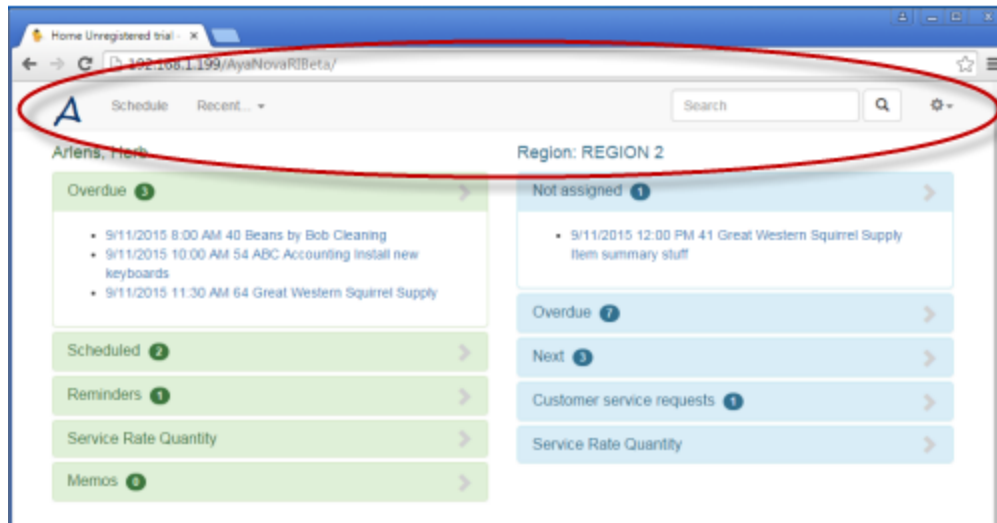 Home Unregistered trial -
192.168.1.199/AyaNovaRIBeta/
A Schedule Recent... Search
Arlens, Herb
Overdue 3
9/11/2015 8:00 AM 40 Beans by Bob Cleaning
9/11/2015 10:00 AM 54 ABC Accounting Install new
keyboards
9/11/2015 11:30 AM 64 Great Western Squirrel Supply
Scheduled 2
Reminders 1
Service Rate Quantity
Memos 0
Region: REGION 2
Not assigned 1
9/11/2015 12:00 PM 41 Great Western Squirrel Supply
Item summary stuff
Overdue 7
Next 3
Customer service requests 1
Service Rate Quantity